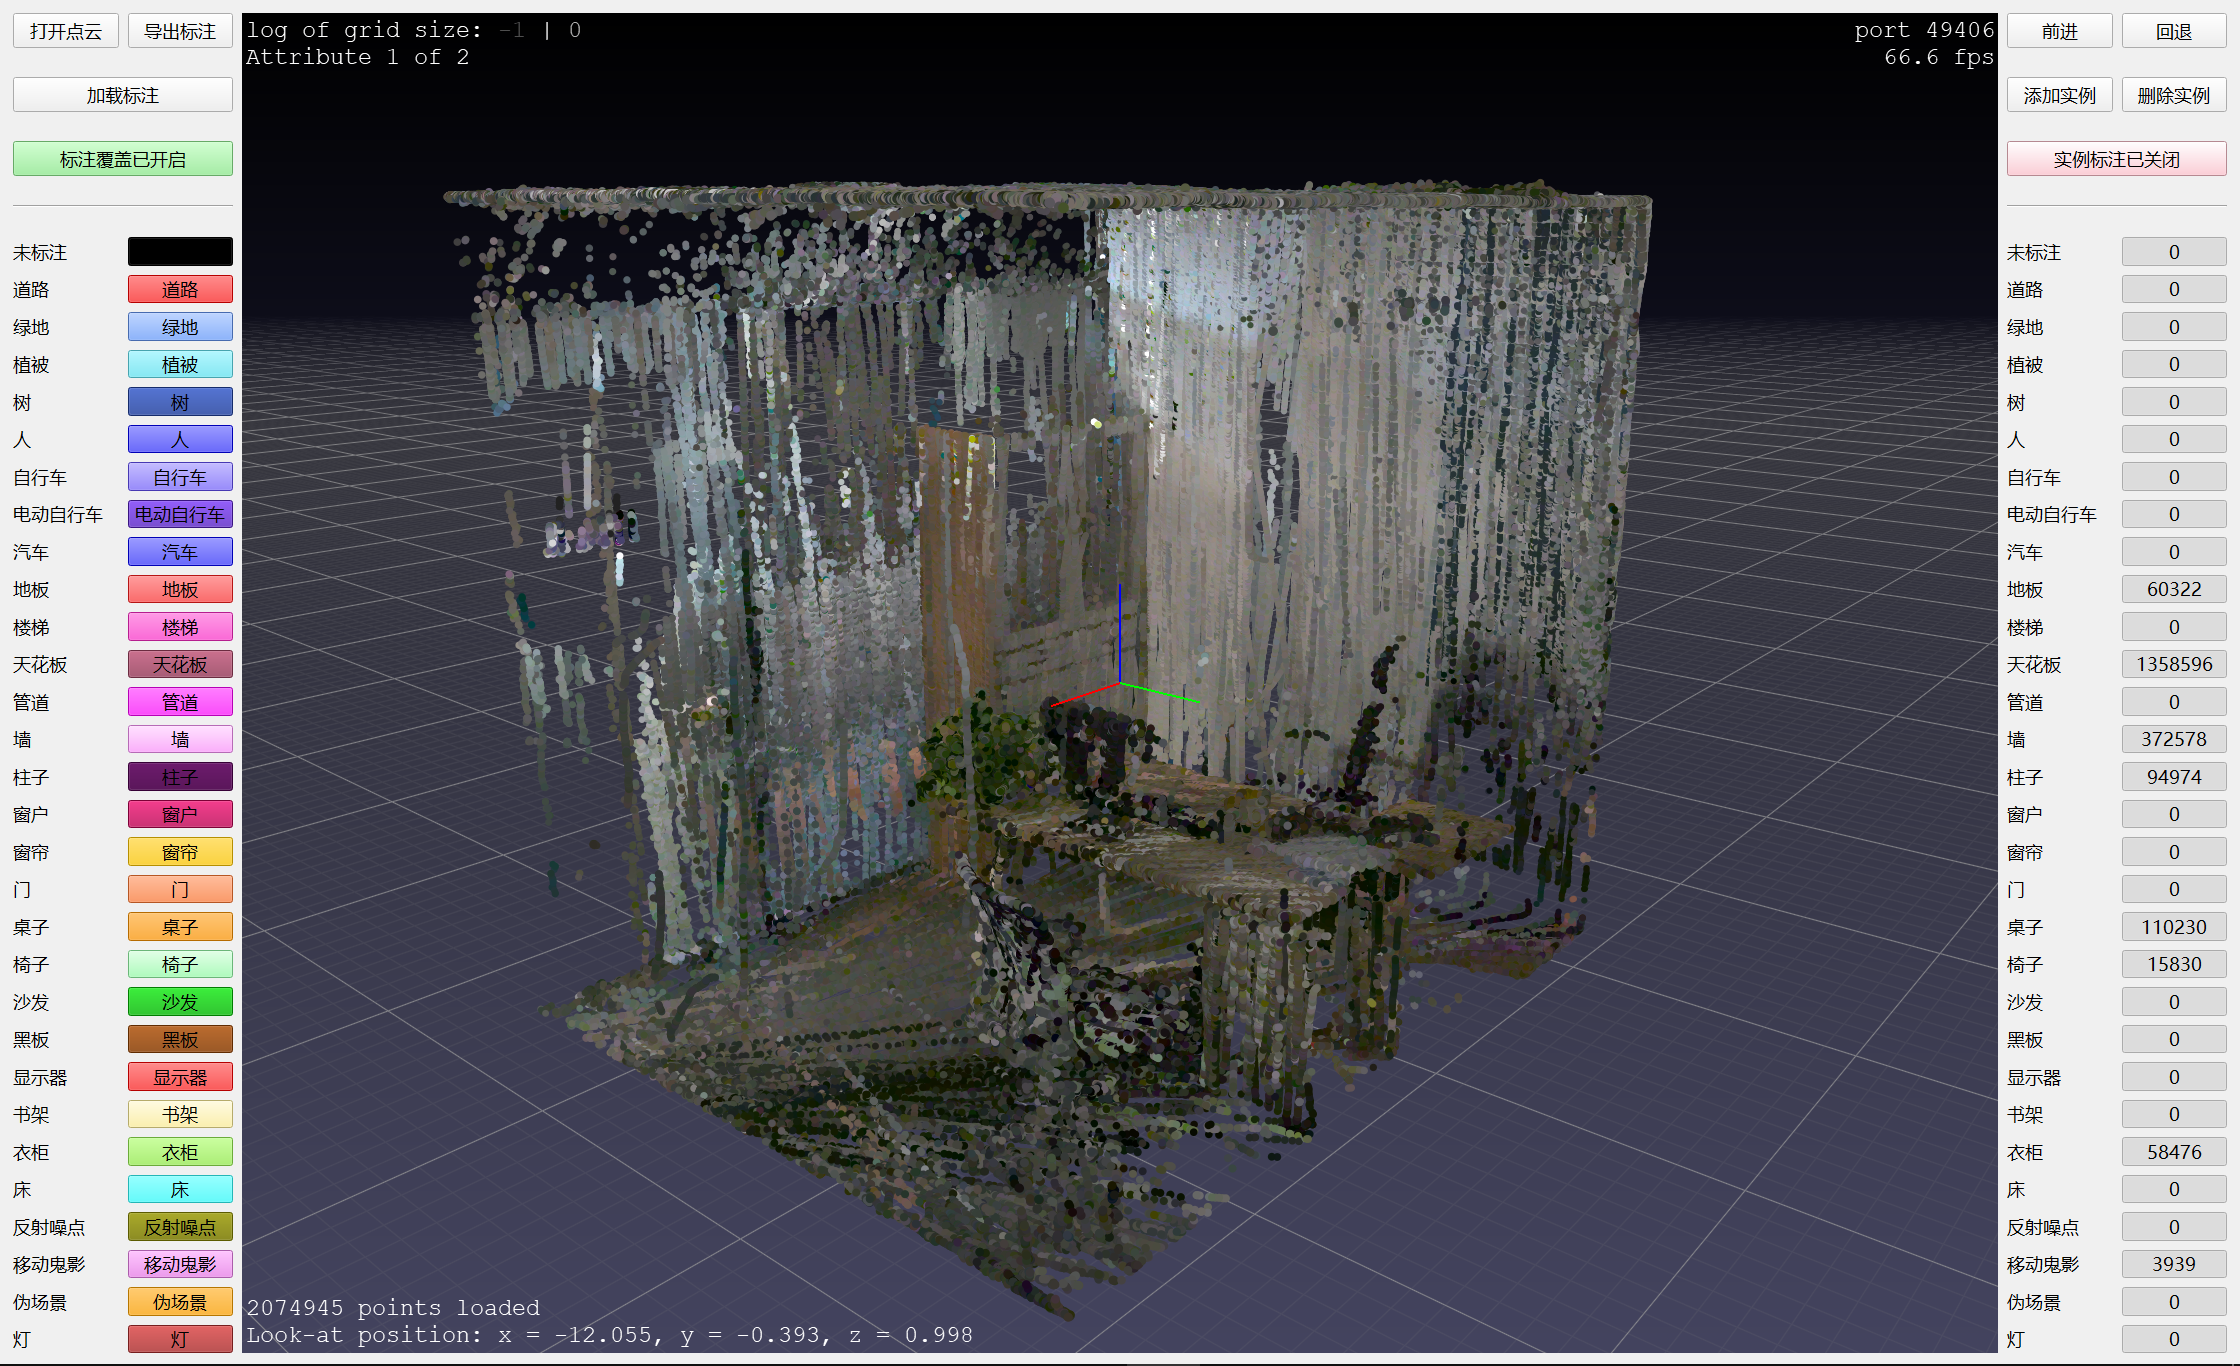 打开点云 导出标注
加载标注
标注覆盖已开启
未标注
道路 道路
绿地 绿地
植被 植被
树 树
人 人
自行车 自行车
电动自行车 电动自行车
汽车 汽车
地板 地板
楼梯 楼梯
天花板 天花板
管道 管道
墙 墙
柱子 柱子
窗户 窗户
窗帘 窗帘
门 门
桌子 桌子
椅子 椅子
沙发 沙发
黑板 黑板
显示器 显示器
书架 书架
衣柜 衣柜
床 床
反射噪点 反射噪点
移动鬼影 移动鬼影
伪场景 伪场景
灯 灯
log of grid size: -1 | 0
Attribute 1 of 2
port 49406
66.6 fps
2074945 points loaded
Look-at position: x = -12.055, y = -0.393, z = 0.998
前进 回退
添加实例 删除实例
实例标注已关闭
未标注 0
道路 0
绿地 0
植被 0
树 0
人 0
自行车 0
电动自行车 0
汽车 0
地板 60322
楼梯 0
天花板 1358596
管道 0
墙 372578
柱子 94974
窗户 0
窗帘 0
门 0
桌子 110230
椅子 15830
沙发 0
黑板 0
显示器 0
书架 0
衣柜 58476
床 0
反射噪点 0
移动鬼影 3939
伪场景 0
灯 0